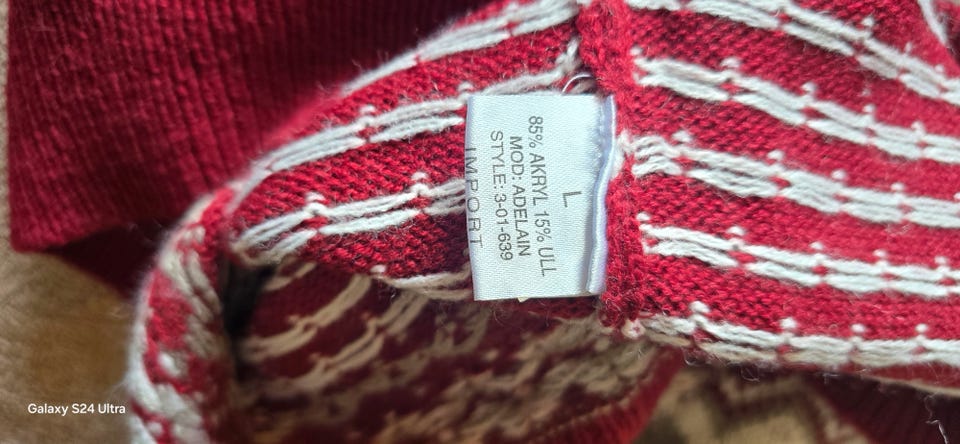 L
85% AKRYL 15% ULL
MOD: ADELAIN
STYLE: 3-01-639
IMPORT
Galaxy S24 Ultra